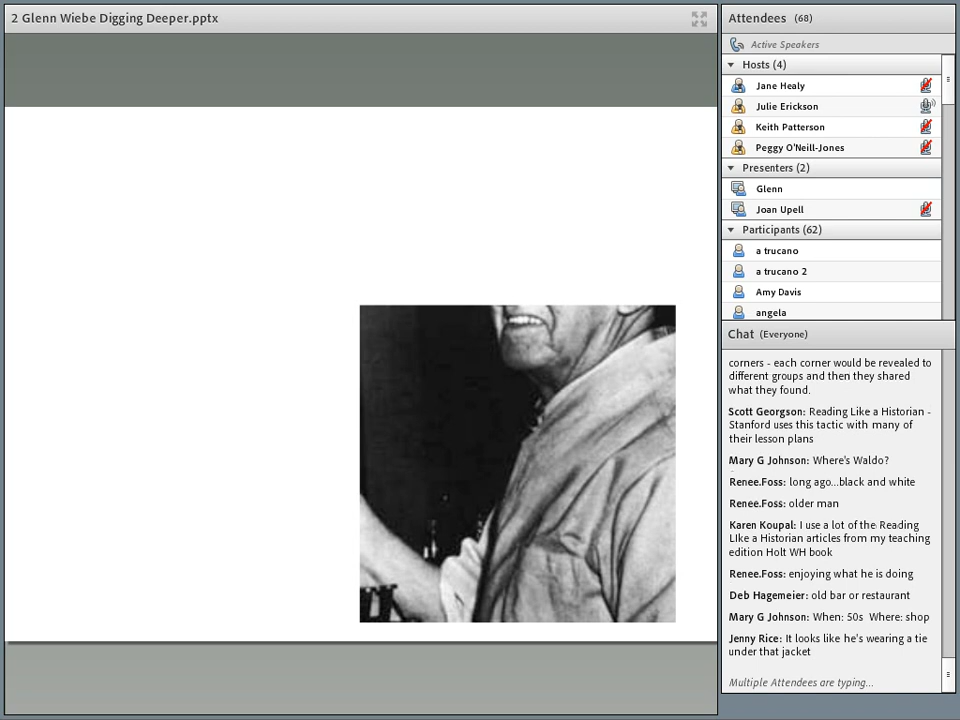 2 Glenn Wiebe Digging Deeper.pptx
Attendees (68)
Active Speakers
Hosts (4)
Jane Healy
Julie Erickson
Keith Patterson
Peggy O'Neill-Jones
Presenters (2)
Glenn
Joan Upell
Participants (62)
a trucano
a trucano 2
Amy Davis
angela
Chat (Everyone)
corners - each corner would be revealed to
different groups and then they shared
what they found.
Scott Georgson: Reading Like a Historian -
Stanford uses this tactic with many of
their lesson plans
Mary G Johnson: Where's Waldo?
Renee.Foss: long ago...black and white
Renee.Foss: older man
Karen Koupal: I use a lot of the Reading
LIke a Historian articles from my teaching
edition Holt WH book
Renee.Foss: enjoying what he is doing
Deb Hagemeier: old bar or restaurant
Mary G Johnson: When: 50s Where: shop
Jenny Rice: It looks like he's wearing a tie
under that jacket
Multiple Attendees are typing...